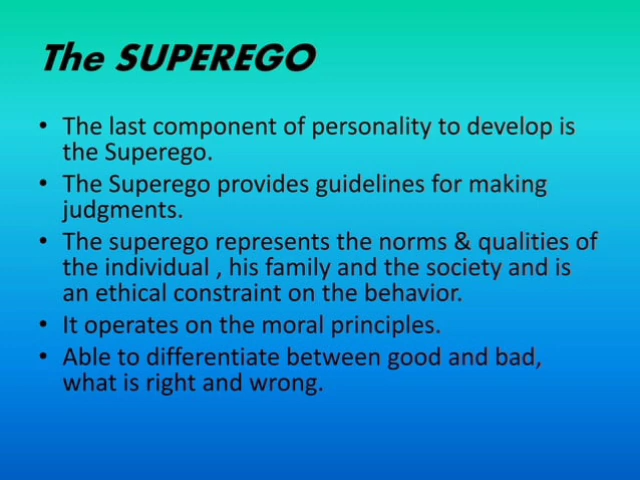 The SUPEREGO
• The last component of personality to develop is
the Superego.
• The Superego provides guidelines for making
judgments.
• The superego represents the norms & qualities of
the individual , his family and the society and is
an ethical constraint on the behavior.
• It operates on the moral principles.
• Able to differentiate between good and bad,
what is right and wrong.